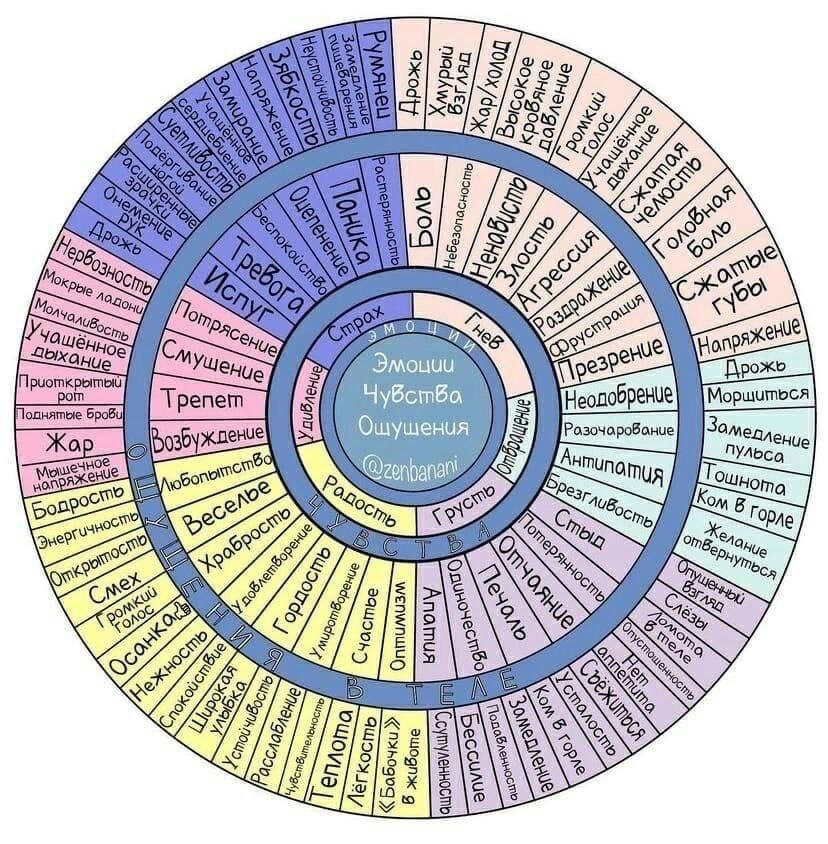 Эмоции
Чувства
Ощущения
@zenbanani
ЭМОЦИИ
Страх
Гнев
Отвращение
Грусть
Радость
Удивление
ЧУВСТВА
Боль
Небезопасность
Ненависть
Злость
Агрессия
Раздражение
Фрустрация
Презрение
Неодобрение
Разочарование
Антипатия
Брезгливость
Стыд
Потерянность
Отчаяние
Печаль
Одиночество
Апатия
Оптимизм
Счастье
Умиротворение
Гордость
Удовлетворение
Храбрость
Веселье
Любопытство
Возбуждение
Трепет
Смущение
Потрясение
Испуг
Тревога
Беспокойство
Оцепенение
Паника
Растерянность
ОЩУЩЕНИЯ В ТЕЛЕ
Дрожь
Хмурый
взгляд
Жар/холод
Высокое
кровяное
давление
Громкий
голос
Учащённое
дыхание
Сжатая
челюсть
Головная
боль
Сжатые
губы
Напряжение
Дрожь
Морщиться
Замедление
пульса
Тошнота
Ком в горле
Желание
отвернуться
Опущенный
взгляд
Слёзы
Ломота
в теле
Опустошенность
Нет
аппетита
Съёжиться
Усталость
Ком в горле
Замедление
Подавленность
Бессилие
Ссутуленность
«Бабочки»
в животе
Лёгкость
Теплота
Чувствительность
Расслабление
Устойчивость
Широкая
улыбка
Спокойствие
Нежность
Осанка
Громкий
голос
Смех
Открытость
Энергичность
Бодрость
Мышечное
напряжение
Жар
Поднятые брови
Приоткрытый
рот
Учащённое
дыхание
Молчаливость
Мокрые ладони
Нервозность
Дрожь
Онемение
рук
Расширенные
зрачки
Подёргивание
ногой
Суетливость
Учащённое
сердцебиение
Замирание
Напряжение
Зябкость
Неустойчивость
Замедление
пищеварения
Румянец